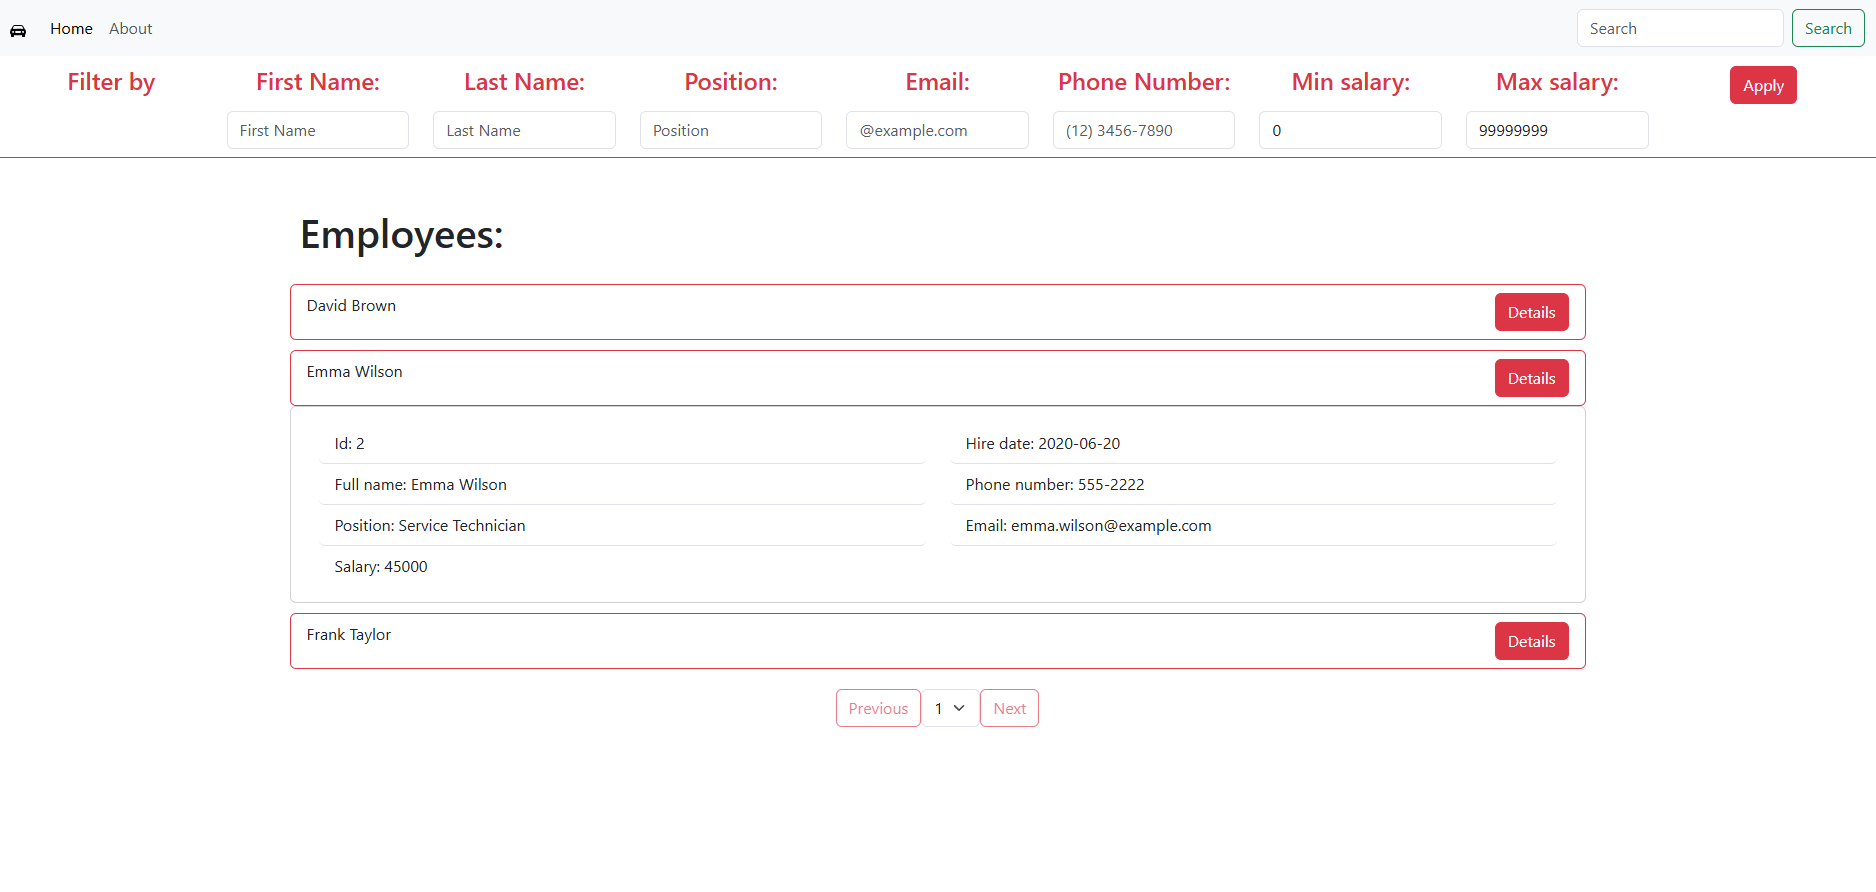 Home About Search Search
Filter by First Name: Last Name: Position: Email: Phone Number: Min salary: Max salary: Apply
First Name Last Name Position @example.com (12) 3456-7890 0 99999999
Employees:
David Brown Details
Emma Wilson Details
Id: 2 Hire date: 2020-06-20
Full name: Emma Wilson Phone number: 555-2222
Position: Service Technician Email: emma.wilson@example.com
Salary: 45000
Frank Taylor Details
Previous 1 Next